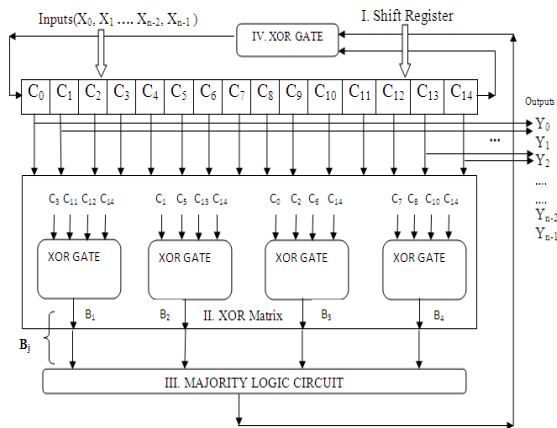 Inputs(X0, X1 .... Xn-2, Xn-1 )
I. Shift Register
IV. XOR GATE
C0 C1 C2 C3 C4 C5 C6 C7 C8 C9 C10 C11 C12 C13 C14
Outputs
Y0
...
Y1
Y2
....
....
Yn-2
Yn-1
C3 C11 C12 C14
C1 C5 C13 C14
C0 C2 C6 C14
C7 C8 C10 C14
XOR GATE
XOR GATE
XOR GATE
XOR GATE
B1
B2
B3
B4
II. XOR Matrix
Bj
III. MAJORITY LOGIC CIRCUIT